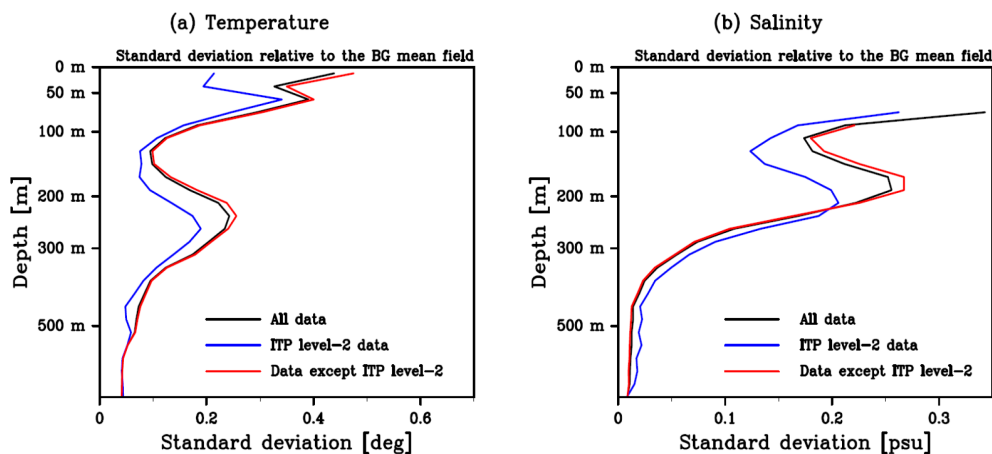 (a) Temperature
Standard deviation relative to the BG mean field
0 m
50 m
100 m
200 m
300 m
500 m
Depth [m]
All data
ITP level-2 data
Data except ITP level-2
0
0.2
0.4
0.6
Standard deviation [deg]
(b) Salinity
Standard deviation relative to the BG mean field
0 m
50 m
100 m
200 m
300 m
500 m
Depth [m]
All data
ITP level-2 data
Data except ITP level-2
0
0.1
0.2
0.3
Standard deviation [psu]